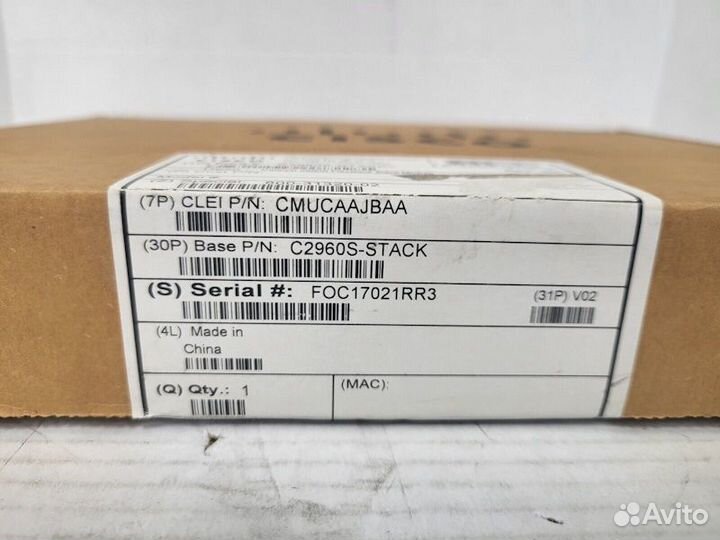 (7P) CLEI P/N: CMUCAAJBAA
(30P) Base P/N: C2960S-STACK
(S) Serial #: FOC17021RR3
(31P) V02
(4L) Made in
China
(Q) Qty.: 1
(MAC):
Avito